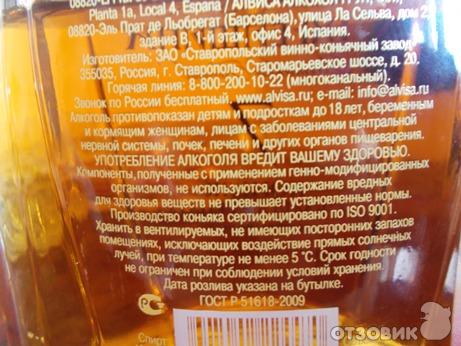 Planta 1a, Local 4, Espana / АЛВИСА АЛКОХОЛ ГРУП,
08820-Эль Прат де Льобрегат (Барселона), улица Ла Сельва, дом 2,
здание В, 1-й этаж, офис 4, Испания.
Изготовитель: ЗАО «Ставропольский винно-коньячный завод»
355035, Россия, г. Ставрополь, Старомарьевское шоссе, д. 20.
Горячая линия: 8-800-200-10-22 (многоканальный).
Звонок по России бесплатный. www.alvisa.ru; e-mail: info@alvisa.ru
Алкоголь противопоказан детям и подросткам до 18 лет, беременным
и кормящим женщинам, лицам с заболеваниями центральной
нервной системы, почек, печени и других органов пищеварения.
УПОТРЕБЛЕНИЕ АЛКОГОЛЯ ВРЕДИТ ВАШЕМУ ЗДОРОВЬЮ.
Компоненты, полученные с применением генно-модифицированных
организмов, не используются. Содержание вредных
для здоровья веществ не превышает установленные нормы.
Производство коньяка сертифицировано по ISO 9001.
Хранить в вентилируемых, не имеющих посторонних запахов
помещениях, исключающих воздействие прямых солнечных
лучей, при температуре не менее 5 °С. Срок годности
не ограничен при соблюдении условий хранения.
Дата розлива указана на бутылке.
ГОСТ Р 51618-2009
Спирт
ОТЗОВИК